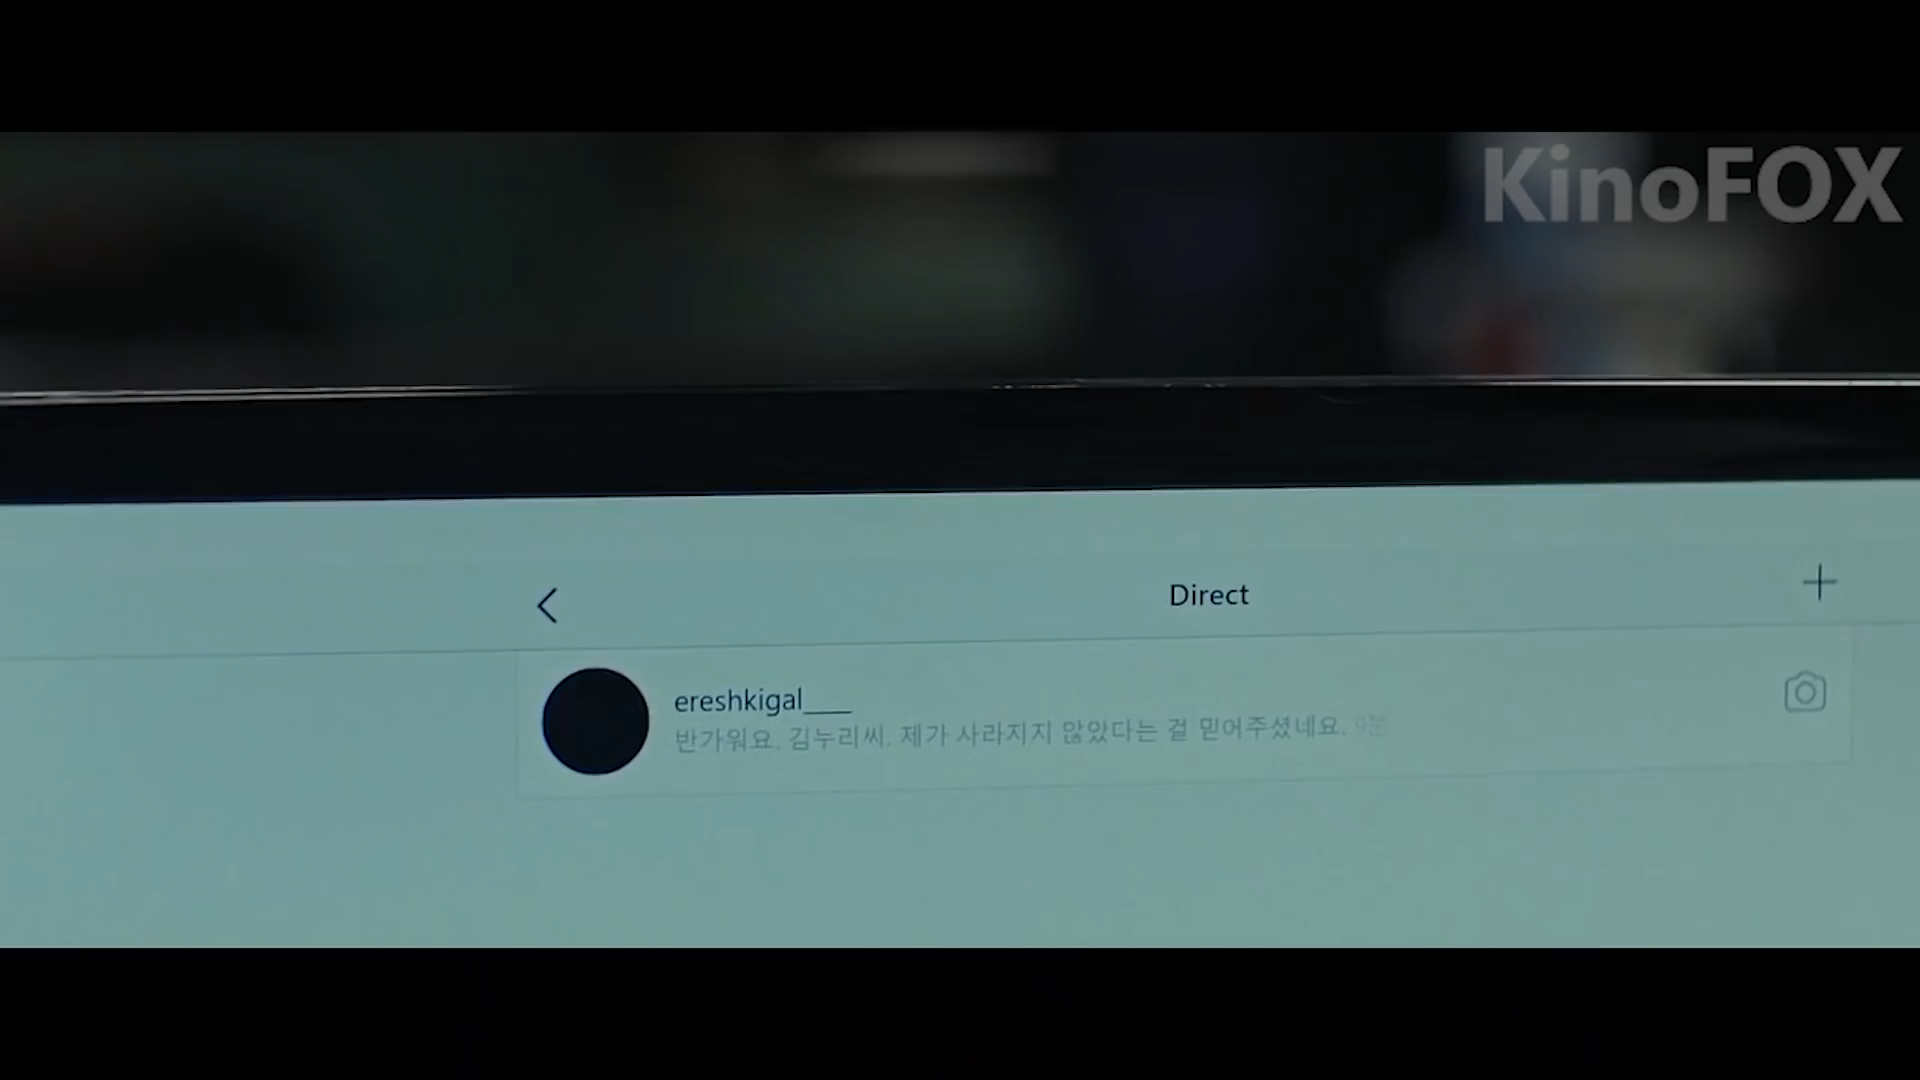 KinoFOX
Direct
ereshkigal___
반가워요. 김누리씨. 제가 사라지지 않았다는 걸 믿어주셨네요.